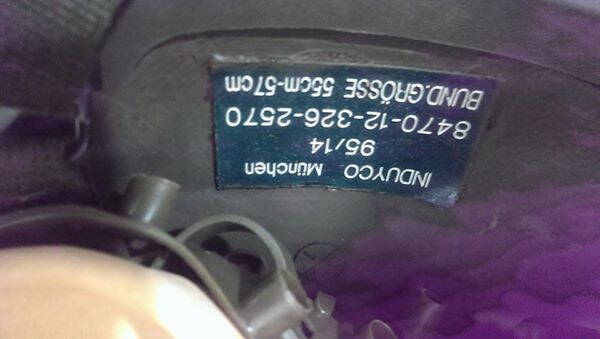 INDUYCO München
95/14
8470-12-326-2570
BUND.GRÖSSE 55cm-57cm